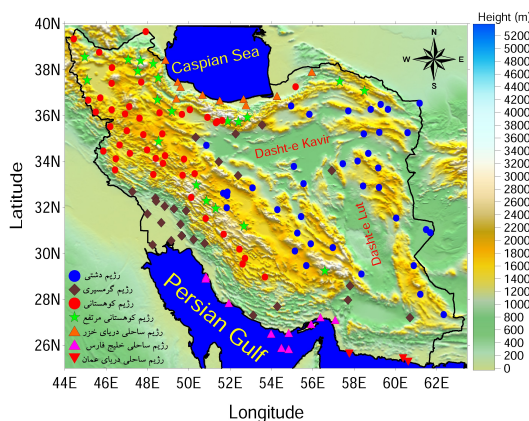 Height (m)
40N
38N
36N
34N
32N
30N
28N
26N
Latitude
44E 46E 48E 50E 52E 54E 56E 58E 60E 62E
Longitude
N
W E
S
Caspian Sea
Dasht-e Kavir
Dasht-e Lut
Persian Gulf
رژیم دشتی
رژیم گرمسیری
رژیم کوهستانی
رژیم کوهستانی مرتفع
رژیم ساحلی دریای خزر
رژیم ساحلی خلیج فارس
رژیم ساحلی دریای عمان
5200
5000
4800
4600
4400
4200
4000
3800
3600
3400
3200
3000
2800
2600
2400
2200
2000
1800
1600
1400
1200
1000
800
600
400
200
0